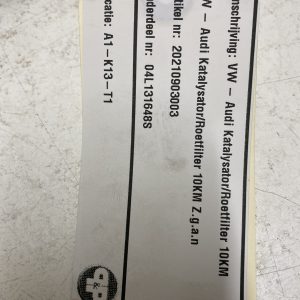 nschrijving: VW – Audi Katalysator/Roetfilter 10KM
W – Audi Katalysator/Roetfilter 10KM Z.g.a.n
tikel nr: 20210903003
nderdeel nr: 04L131648S
catie: A1-K13-T1